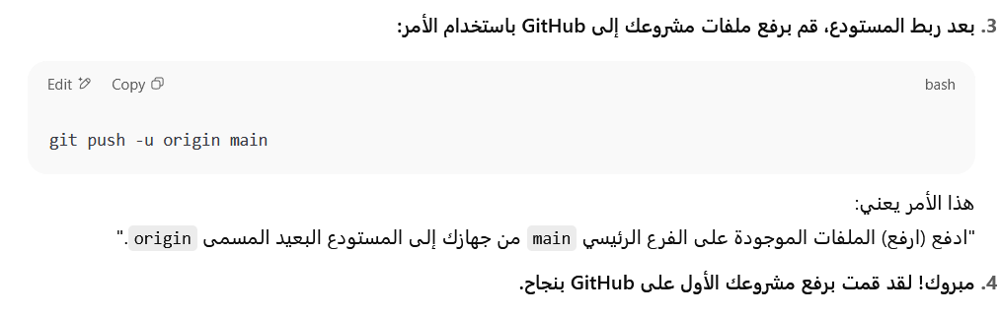 3. بعد ربط المستودع، قم برفع ملفات مشروعك إلى GitHub باستخدام الأمر:
bash
Copy
Edit
git push -u origin main
هذا الأمر يعني:
"ادفع (ارفع) الملفات الموجودة على الفرع الرئيسي main من جهازك إلى المستودع البعيد المسمى origin."
4. مبروك! لقد قمت برفع مشروعك الأول على GitHub بنجاح.